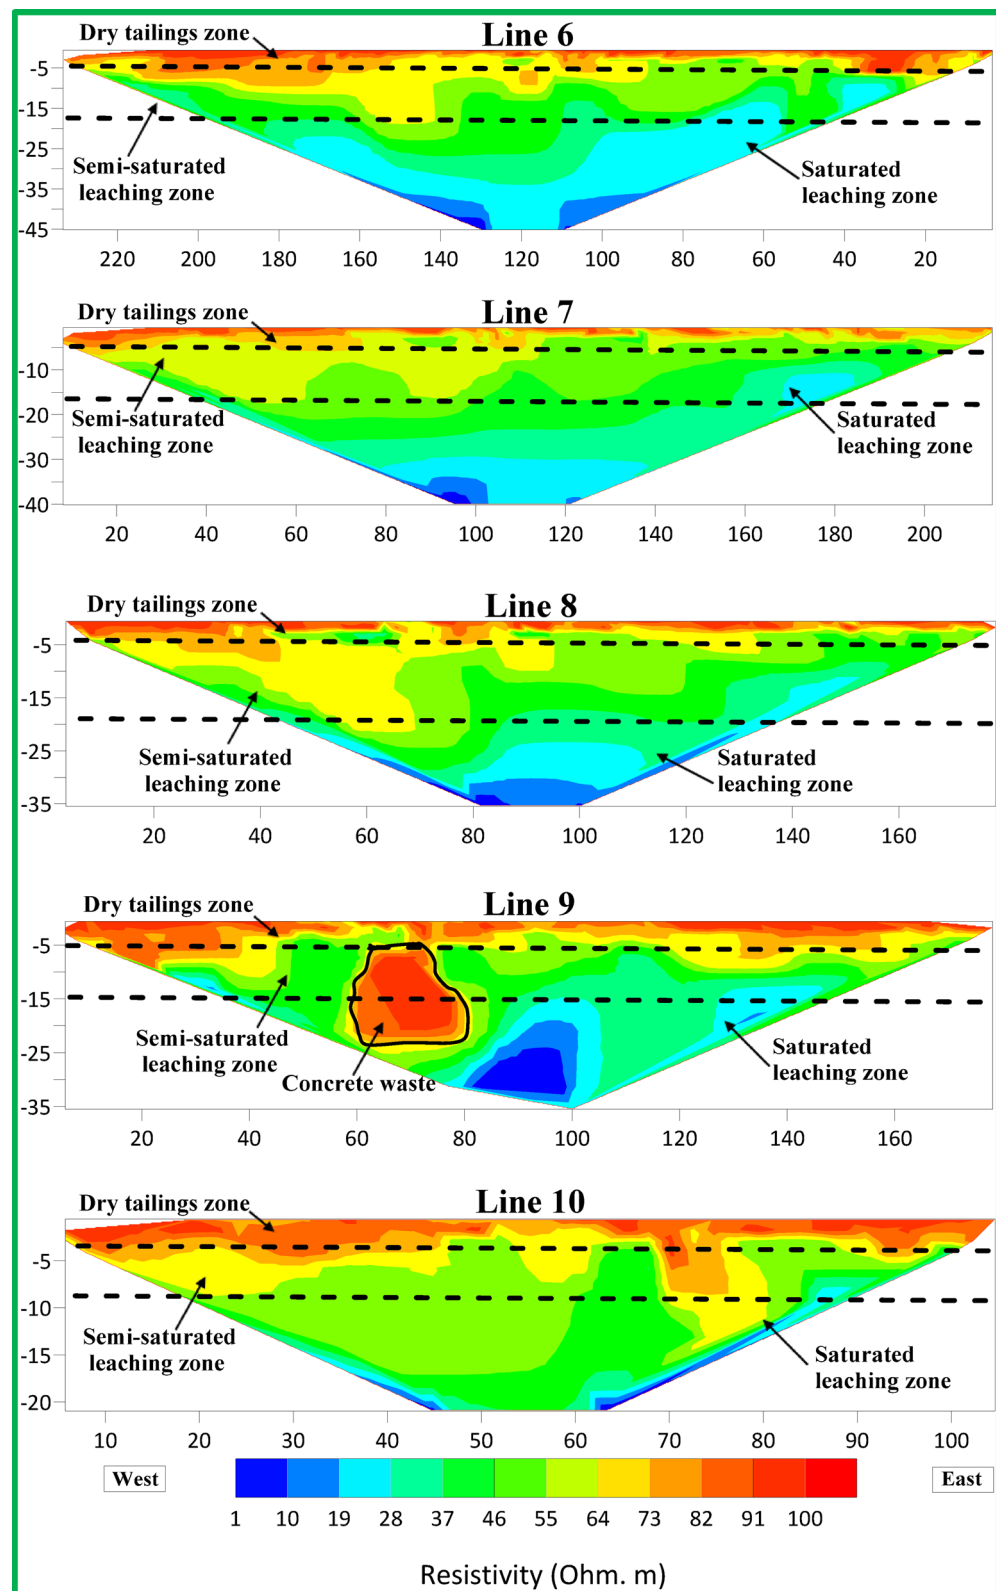 Line 6
Dry tailings zone
-5
-15
-25
-35
-45
Semi-saturated
leaching zone
Saturated
leaching zone
220 200 180 160 140 120 100 80 60 40 20
Line 7
Dry tailings zone
-10
-20
-30
-40
Semi-saturated
leaching zone
Saturated
leaching zone
20 40 60 80 100 120 140 160 180 200
Line 8
Dry tailings zone
-5
-15
-25
-35
Semi-saturated
leaching zone
Saturated
leaching zone
20 40 60 80 100 120 140 160
Line 9
Dry tailings zone
-5
-15
-25
-35
Semi-saturated
leaching zone
Concrete waste
Saturated
leaching zone
20 40 60 80 100 120 140 160
Line 10
Dry tailings zone
-5
-10
-15
-20
Semi-saturated
leaching zone
Saturated
leaching zone
10 20 30 40 50 60 70 80 90 100
West
East
1 10 19 28 37 46 55 64 73 82 91 100
Resistivity (Ohm. m)